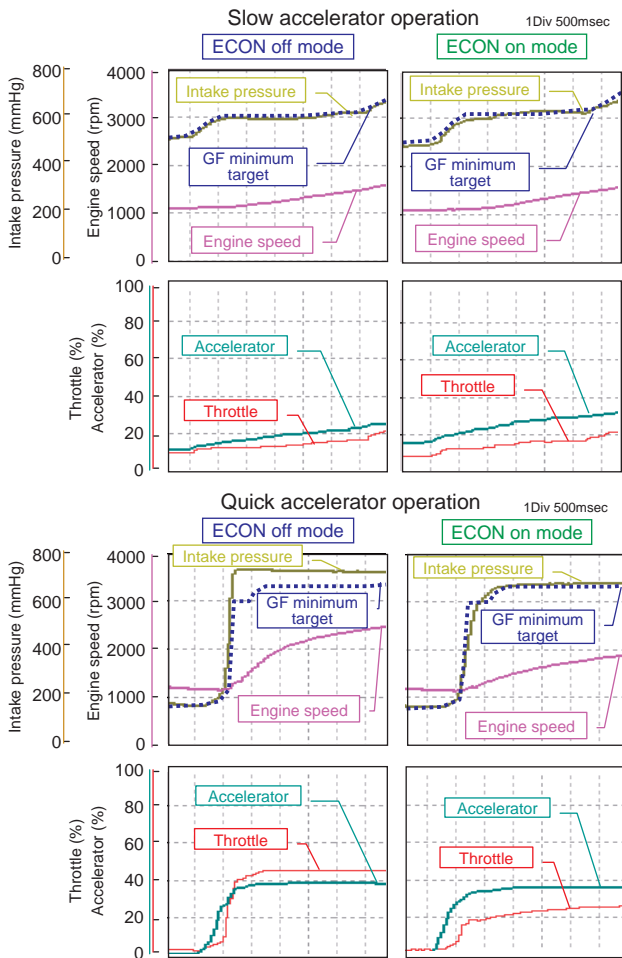 Slow accelerator operation
1Div 500msec
ECON off mode
ECON on mode
Intake pressure (mmHg)
800
600
400
200
0
Engine speed (rpm)
4000
3000
2000
1000
0
Intake pressure
GF minimum
target
Engine speed
Intake pressure
GF minimum
target
Engine speed
Throttle (%)
Accelerator (%)
100
80
60
40
20
0
Accelerator
Throttle
Accelerator
Throttle
Quick accelerator operation
1Div 500msec
ECON off mode
ECON on mode
Intake pressure (mmHg)
800
600
400
200
0
Engine speed (rpm)
4000
3000
2000
1000
0
Intake pressure
GF minimum
target
Engine speed
Intake pressure
GF minimum
target
Engine speed
Throttle (%)
Accelerator (%)
100
80
60
40
20
0
Accelerator
Throttle
Accelerator
Throttle